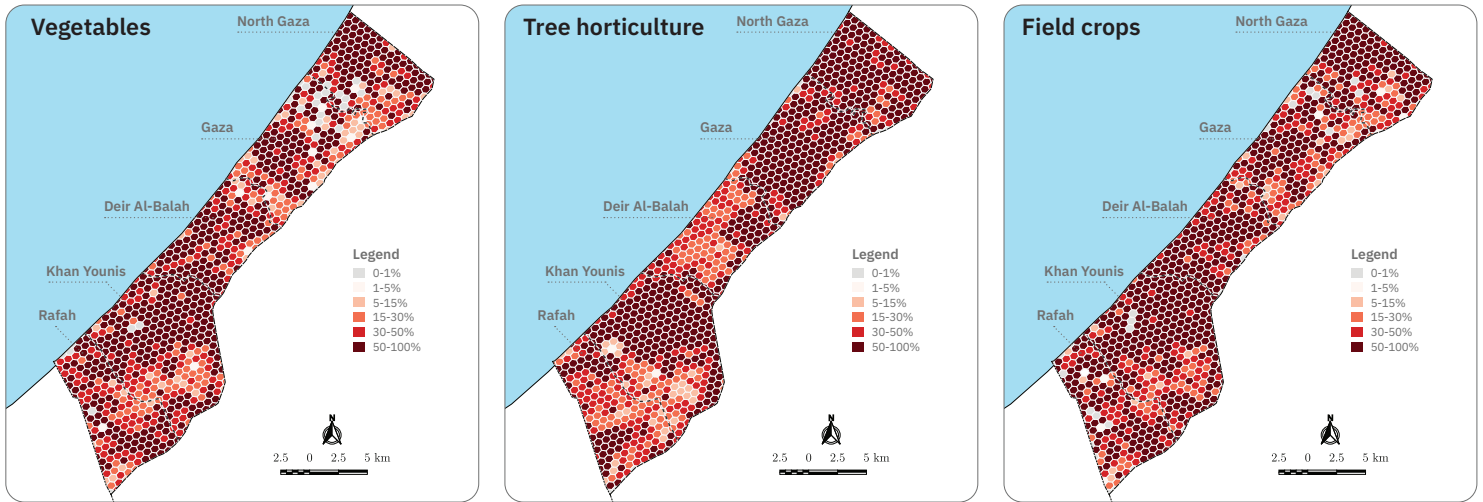 Vegetables
North Gaza
Gaza
Deir Al-Balah
Khan Younis
Rafah
Legend
0-1%
1-5%
5-15%
15-30%
30-50%
50-100%
N
2.5 0 2.5 5 km
Tree horticulture
North Gaza
Gaza
Deir Al-Balah
Khan Younis
Rafah
Legend
0-1%
1-5%
5-15%
15-30%
30-50%
50-100%
N
2.5 0 2.5 5 km
Field crops
North Gaza
Gaza
Deir Al-Balah
Khan Younis
Rafah
Legend
0-1%
1-5%
5-15%
15-30%
30-50%
50-100%
N
2.5 0 2.5 5 km